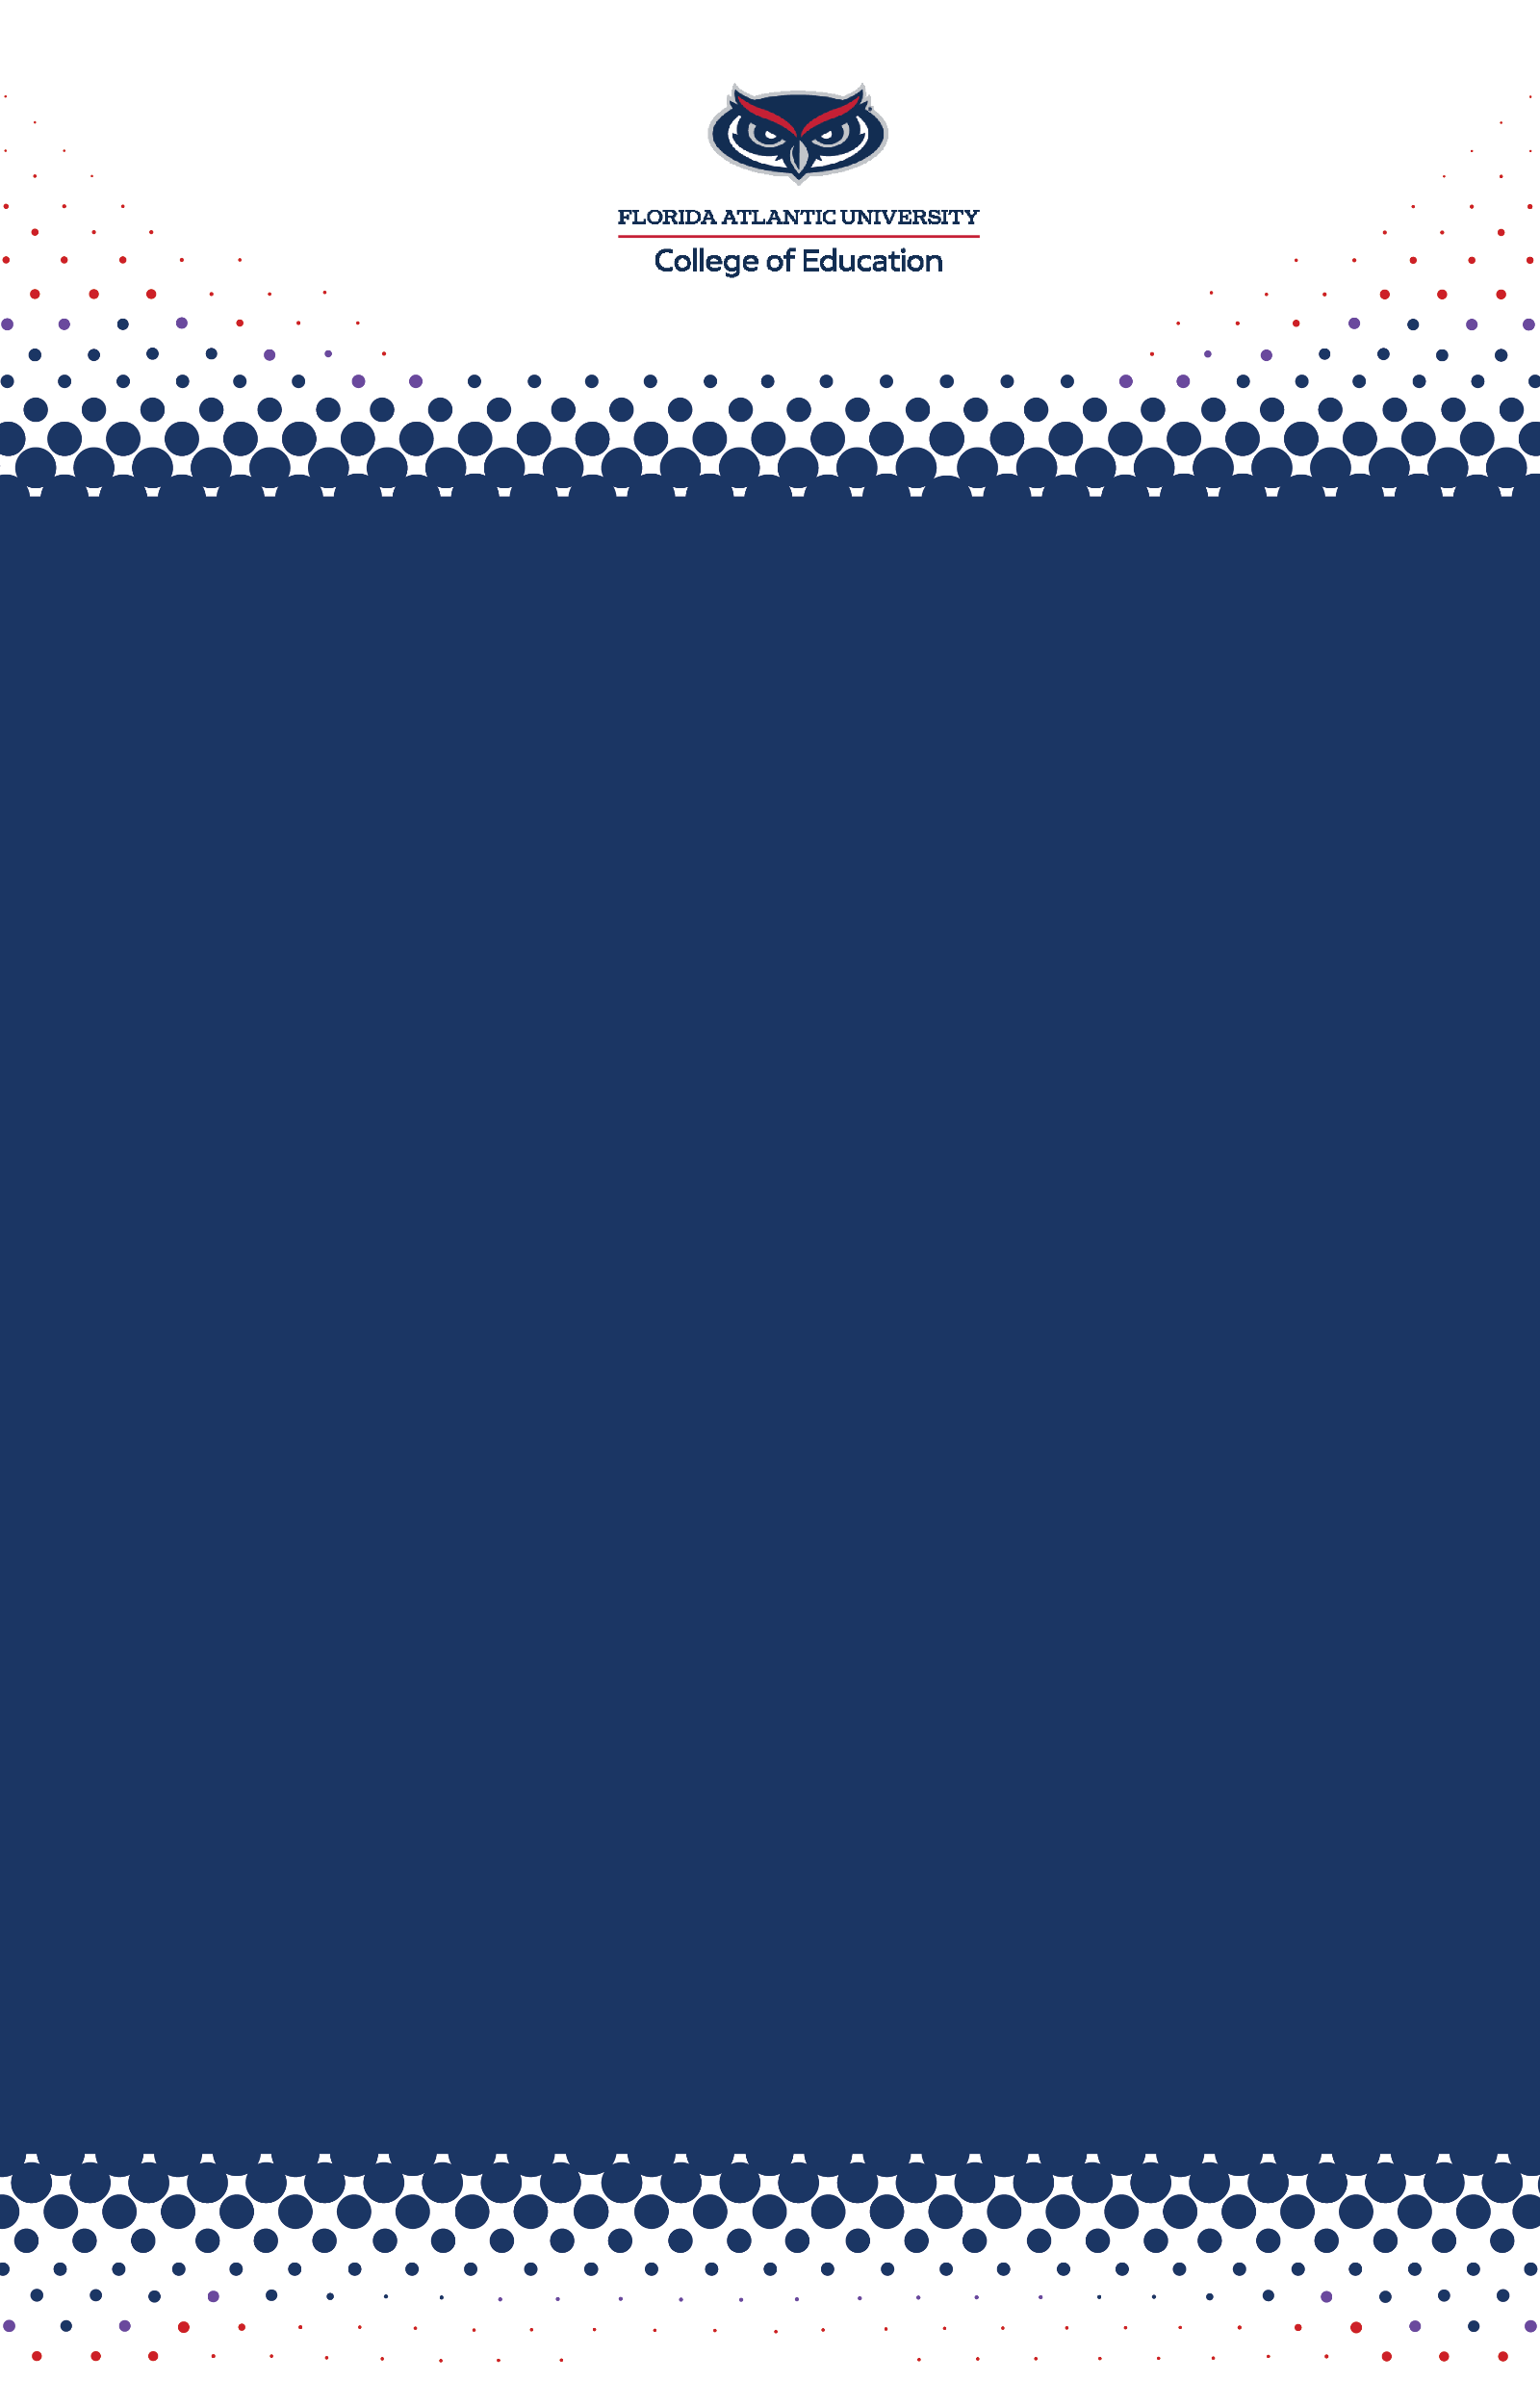 FLORIDA ATLANTIC UNIVERSITY
College of Education